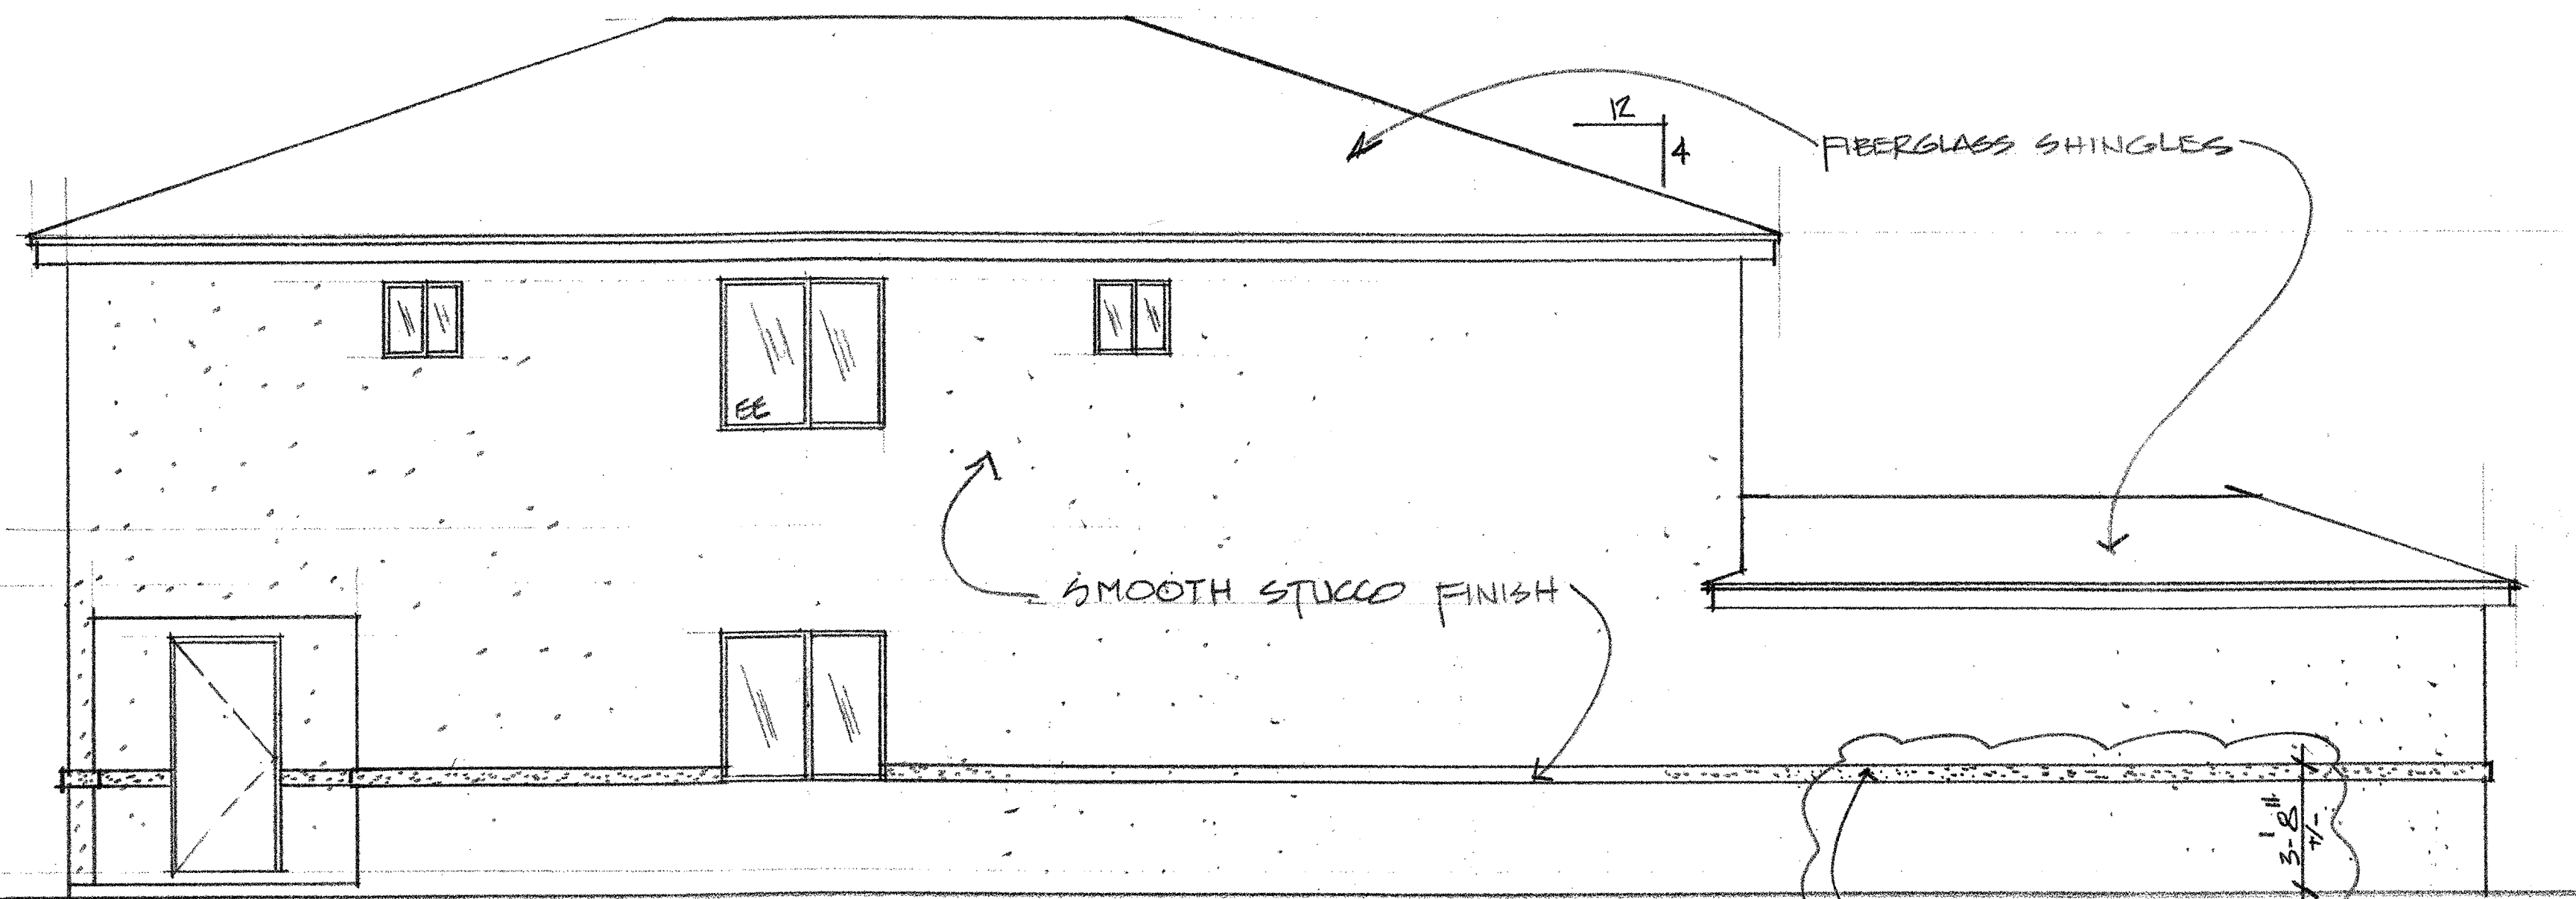 12
4
FIBERGLASS SHINGLES
EE
SMOOTH STUCCO FINISH
3'-8"
+/-